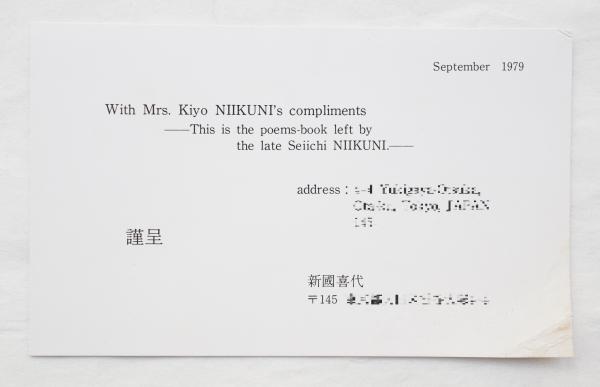 September 1979
With Mrs. Kiyo NIIKUNI's compliments
——This is the poems-book left by
the late Seiichi NIIKUNI.——
address :
145
謹呈
新國喜代
〒145